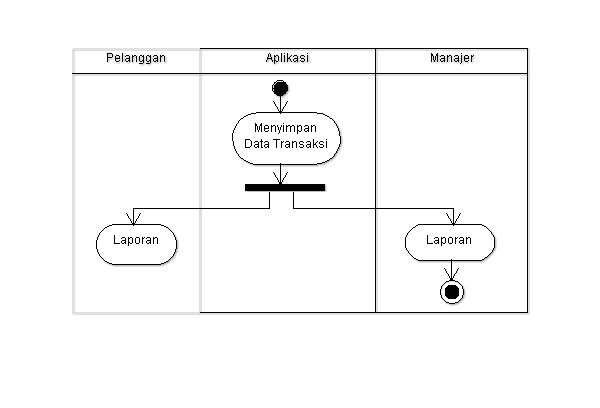 Pelanggan
Aplikasi
Manajer
Menyimpan
Data Transaksi
Laporan
Laporan